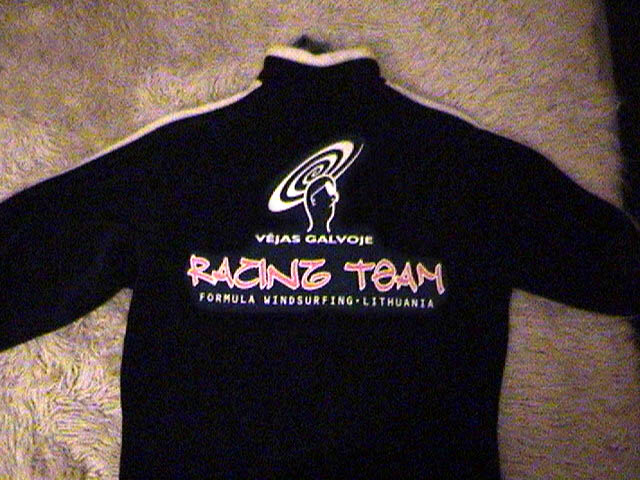 VĖJAS GALVOJE
RACING TEAM
FORMULA WINDSURFING·LITHUANIA